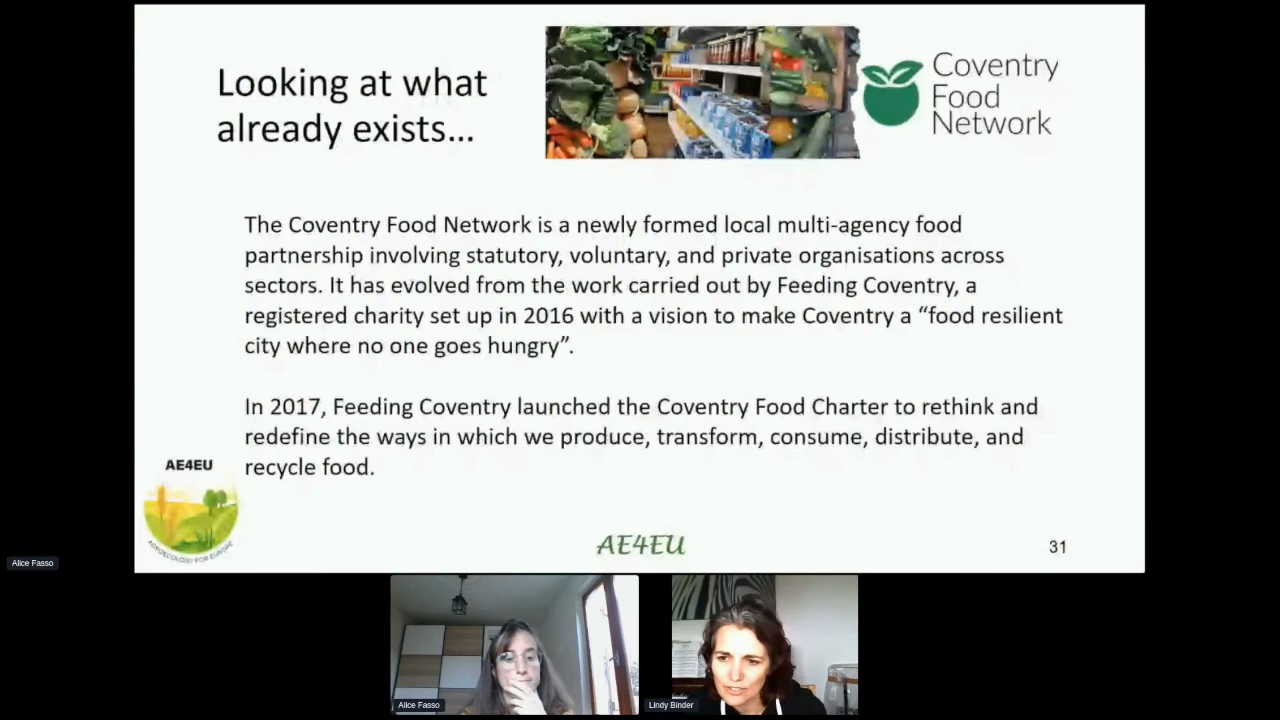 Looking at what
already exists...
Coventry
Food
Network
The Coventry Food Network is a newly formed local multi-agency food
partnership involving statutory, voluntary, and private organisations across
sectors. It has evolved from the work carried out by Feeding Coventry, a
registered charity set up in 2016 with a vision to make Coventry a “food resilient
city where no one goes hungry”.
In 2017, Feeding Coventry launched the Coventry Food Charter to rethink and
redefine the ways in which we produce, transform, consume, distribute, and
recycle food.
AE4EU
AGROECOLOGY FOR EUROPE
AE4EU
31
Alice Fasso
Alice Fasso
Lindy Binder